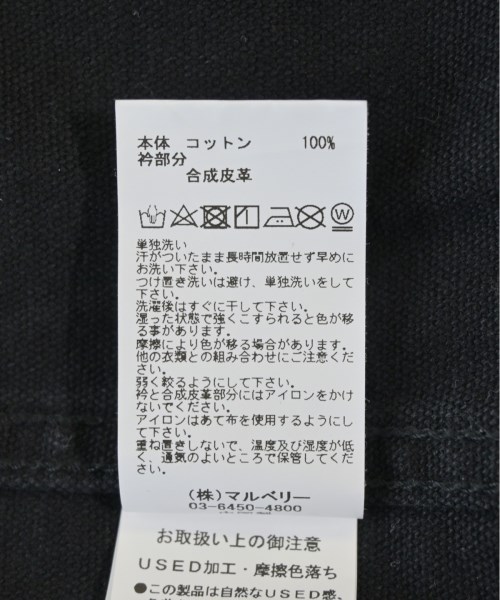 本体 コットン 100%
衿部分
合成皮革
単独洗い
汗がついたまま長時間放置せず早めに
お洗い下さい。
つけ置き洗いは避け、単独洗いをして
下さい。
洗濯後はすぐに干して下さい。
湿った状態で強くこすられると色が移
る事があります。
摩擦により色が移る場合があります。
他の衣類との組み合わせにご注意くだ
さい。
弱く絞るようにして下さい。
衿と合成皮革部分にはアイロンをかけ
ないでください。
アイロンはあて布を使用するようにし
て下さい。
重ね置きしないで、温度及び湿度が低
く、通気のよいところで保管してくだ
さい。
(株)マルベリー
03-6450-4800
お取扱い上の御注意
USED加工・摩擦色落ち
●この製品は自然なUSED感、